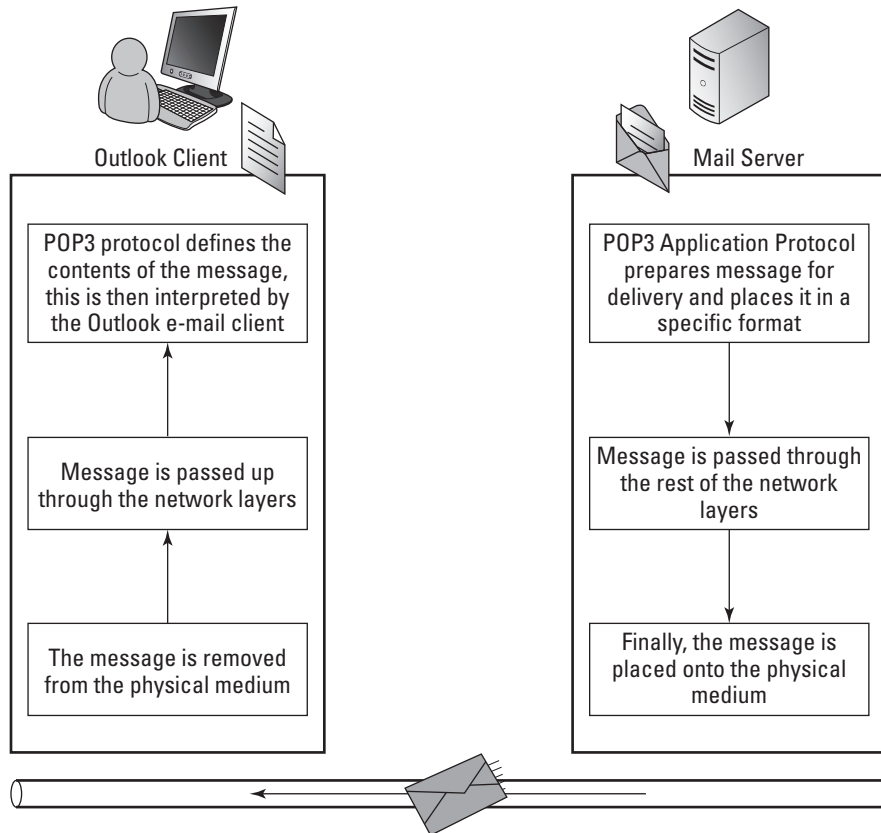 Outlook Client
POP3 protocol defines the
contents of the message,
this is then interpreted by
the Outlook e-mail client
Message is passed up
through the network layers
The message is removed
from the physical medium
Mail Server
POP3 Application Protocol
prepares message for
delivery and places it in a
specific format
Message is passed through
the rest of the network
layers
Finally, the message is
placed onto the physical
medium